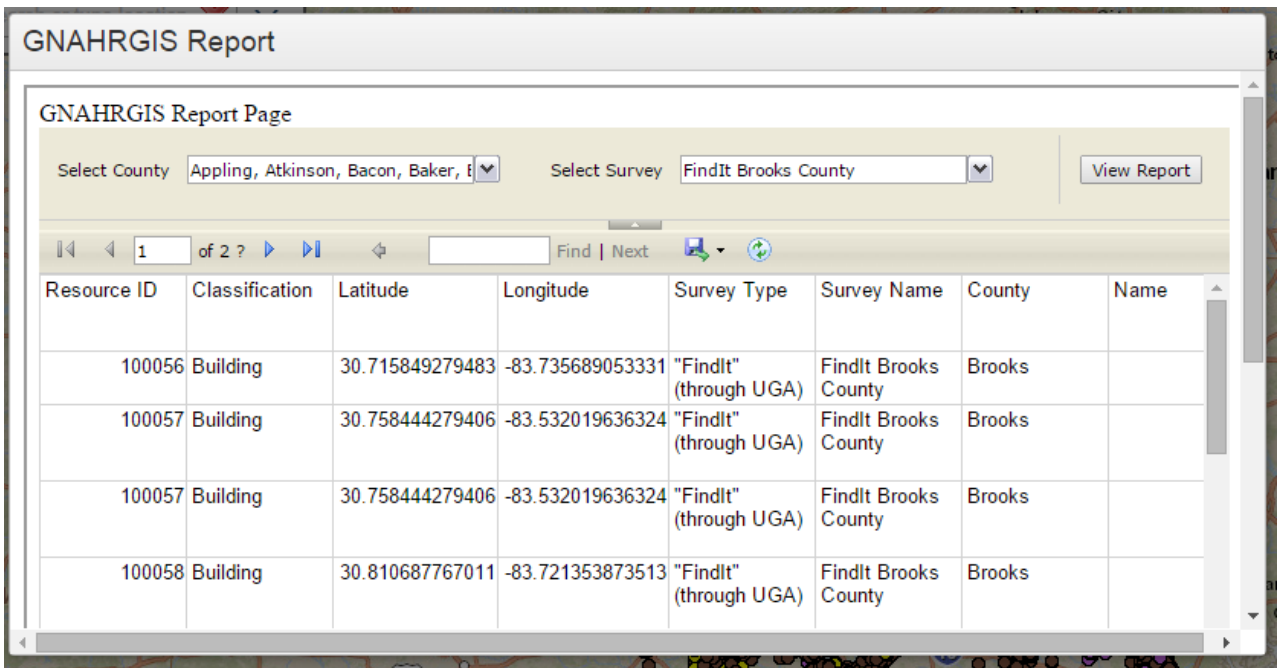 GNAHRGIS Report
GNAHRGIS Report Page
Select County Appling, Atkinson, Bacon, Baker, Select Survey FindIt Brooks County View Report
1 of 2 ? Find | Next
Resource ID Classification Latitude Longitude Survey Type Survey Name County Name
100056 Building 30.715849279483 -83.735689053331 "FindIt" FindIt Brooks Brooks
(through UGA) County
100057 Building 30.758444279406 -83.532019636324 "FindIt" FindIt Brooks Brooks
(through UGA) County
100057 Building 30.758444279406 -83.532019636324 "FindIt" FindIt Brooks Brooks
(through UGA) County
100058 Building 30.810687767011 -83.721353873513 "FindIt" FindIt Brooks Brooks
(through UGA) County